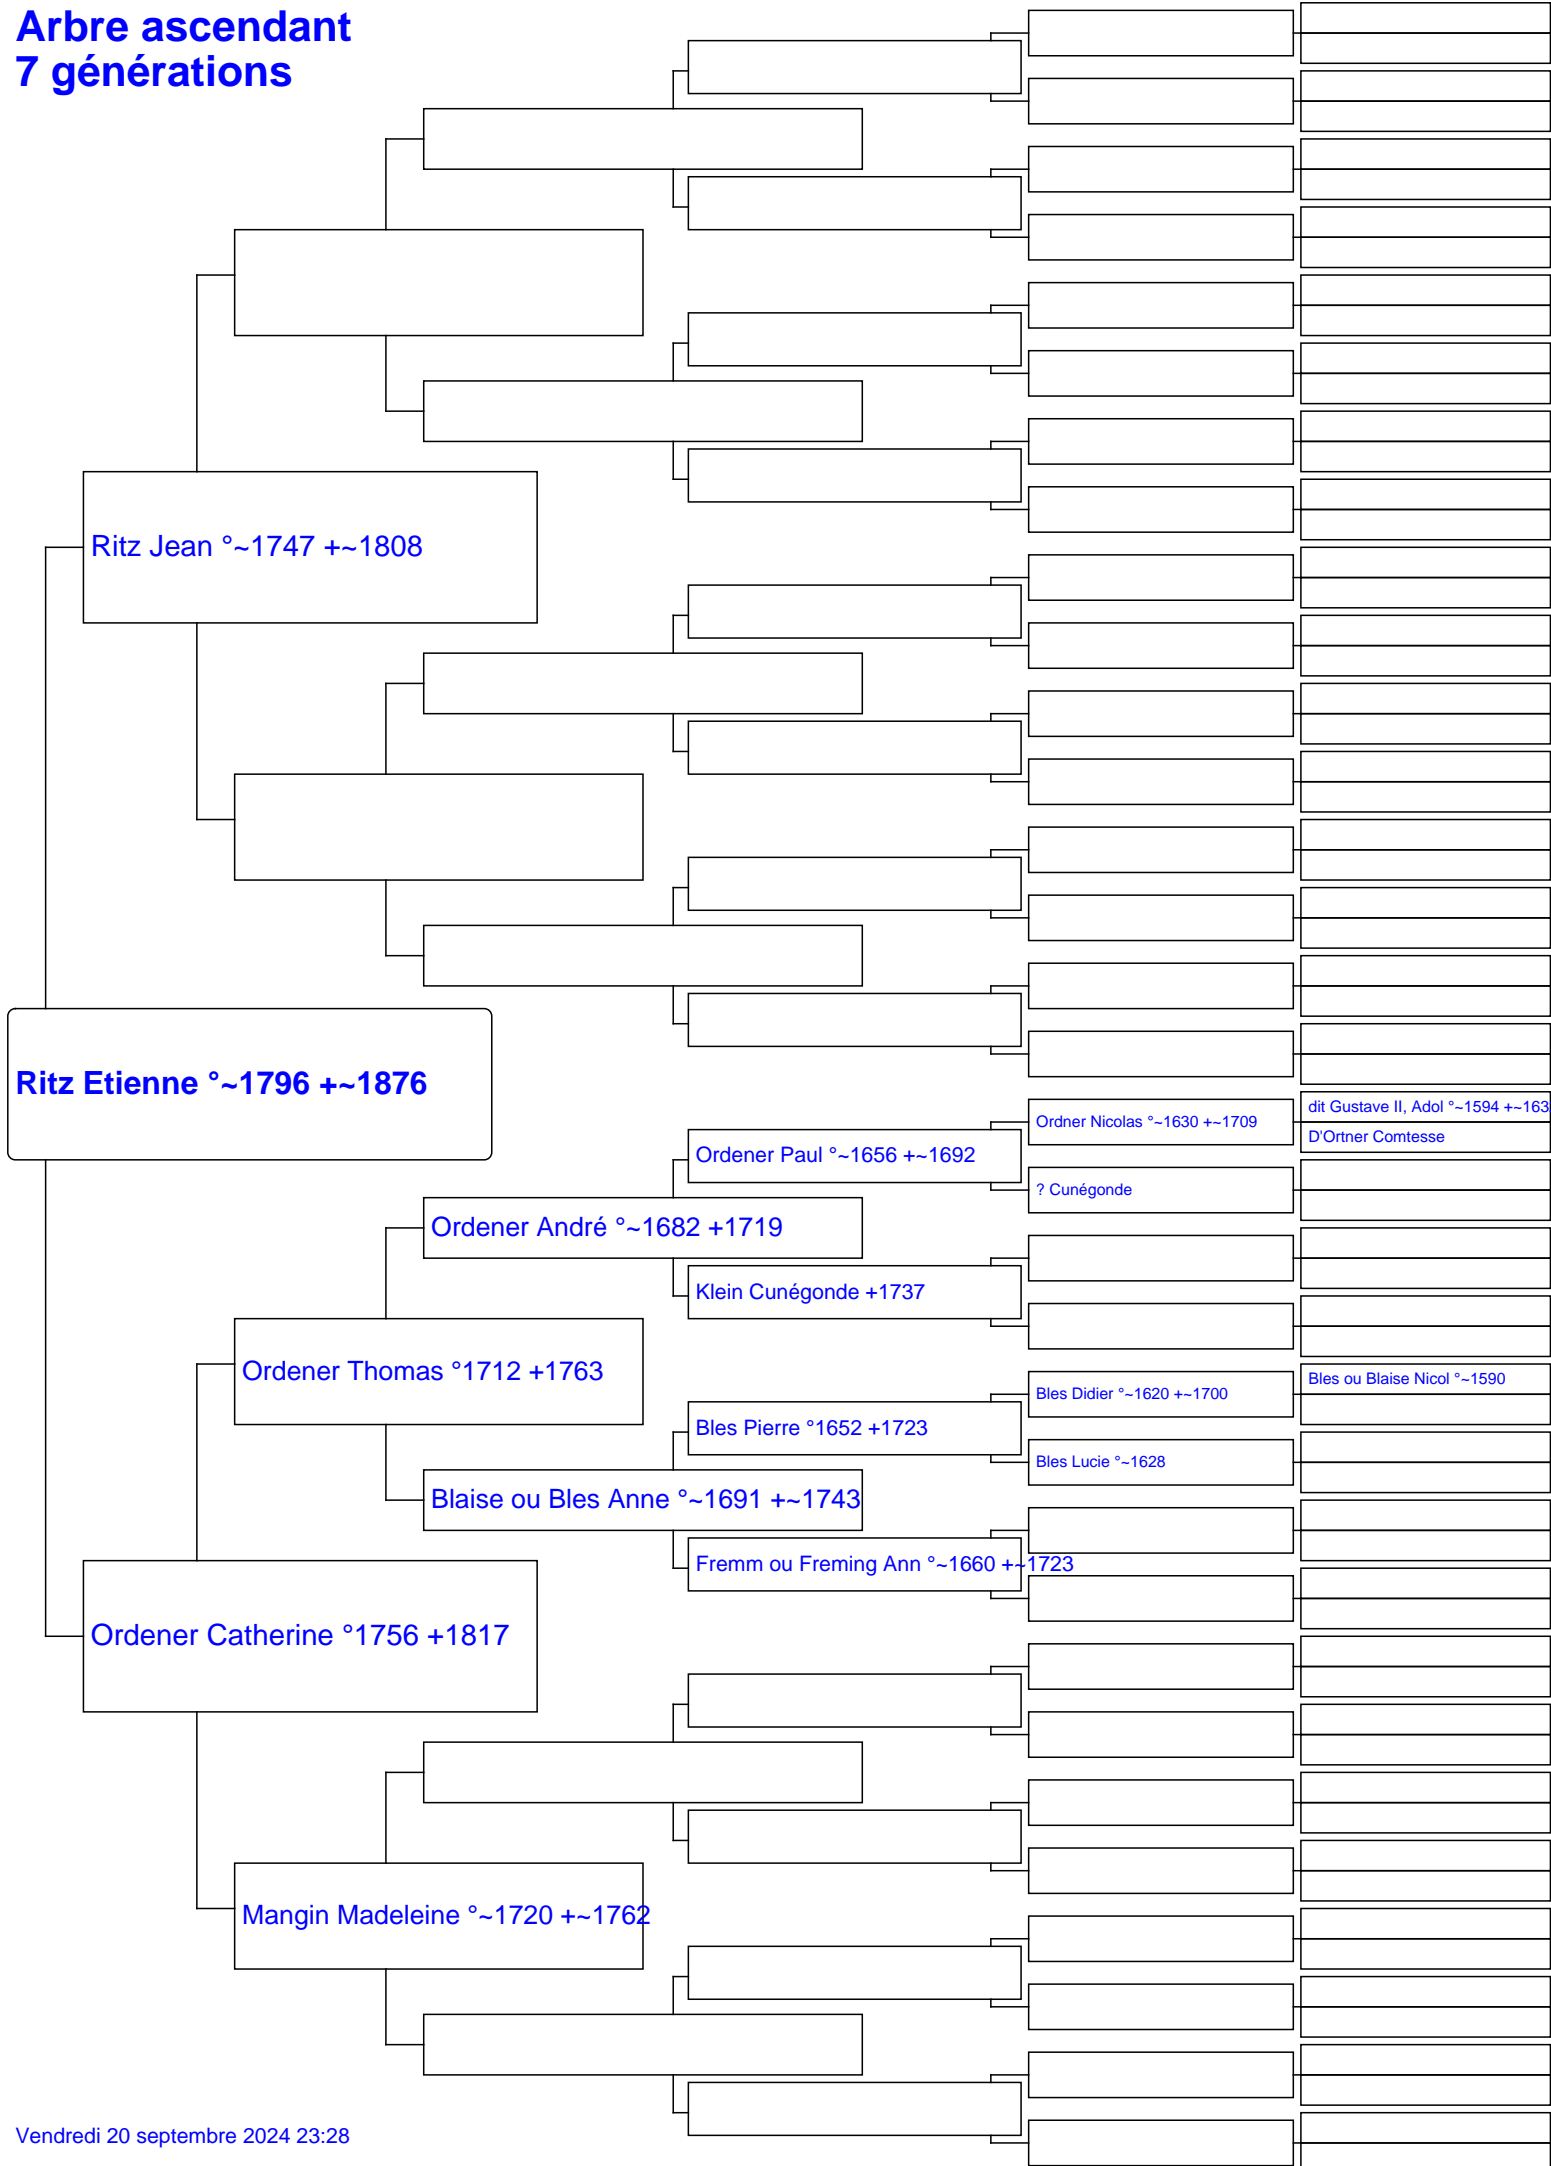 Arbre ascendant
7 générations
Ritz Jean °~1747 +~1808
Ritz Etienne °~1796 +~1876
dit Gustave II, Adol °~1594 +~163
Ordner Nicolas °~1630 +~1709
D'Ortner Comtesse
Ordener Paul °~1656 +~1692
? Cunégonde
Ordener André °~1682 +1719
Klein Cunégonde +1737
Ordener Thomas °1712 +1763
Bles ou Blaise Nicol °~1590
Bles Didier °~1620 +~1700
Bles Pierre °1652 +1723
Bles Lucie °~1628
Blaise ou Bles Anne °~1691 +~1743
Fremm ou Freming Ann °~1660 +~1723
Ordener Catherine °1756 +1817
Mangin Madeleine °~1720 +~1762
Vendredi 20 septembre 2024 23:28